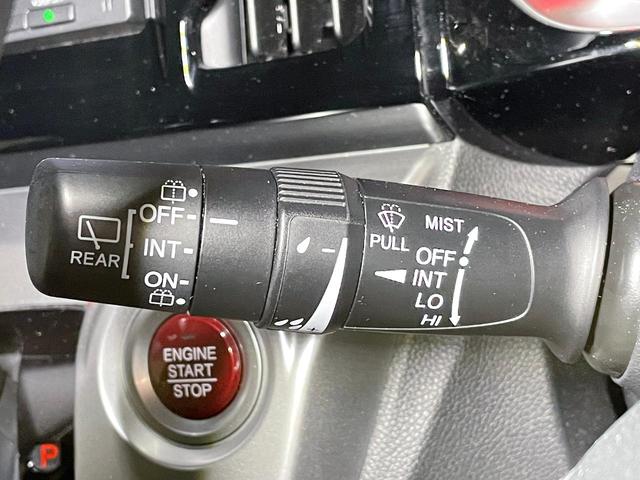 OFF
INT
ON
REAR
PULL
MIST
OFF
INT
LO
HI
ENGINE
START
STOP
P